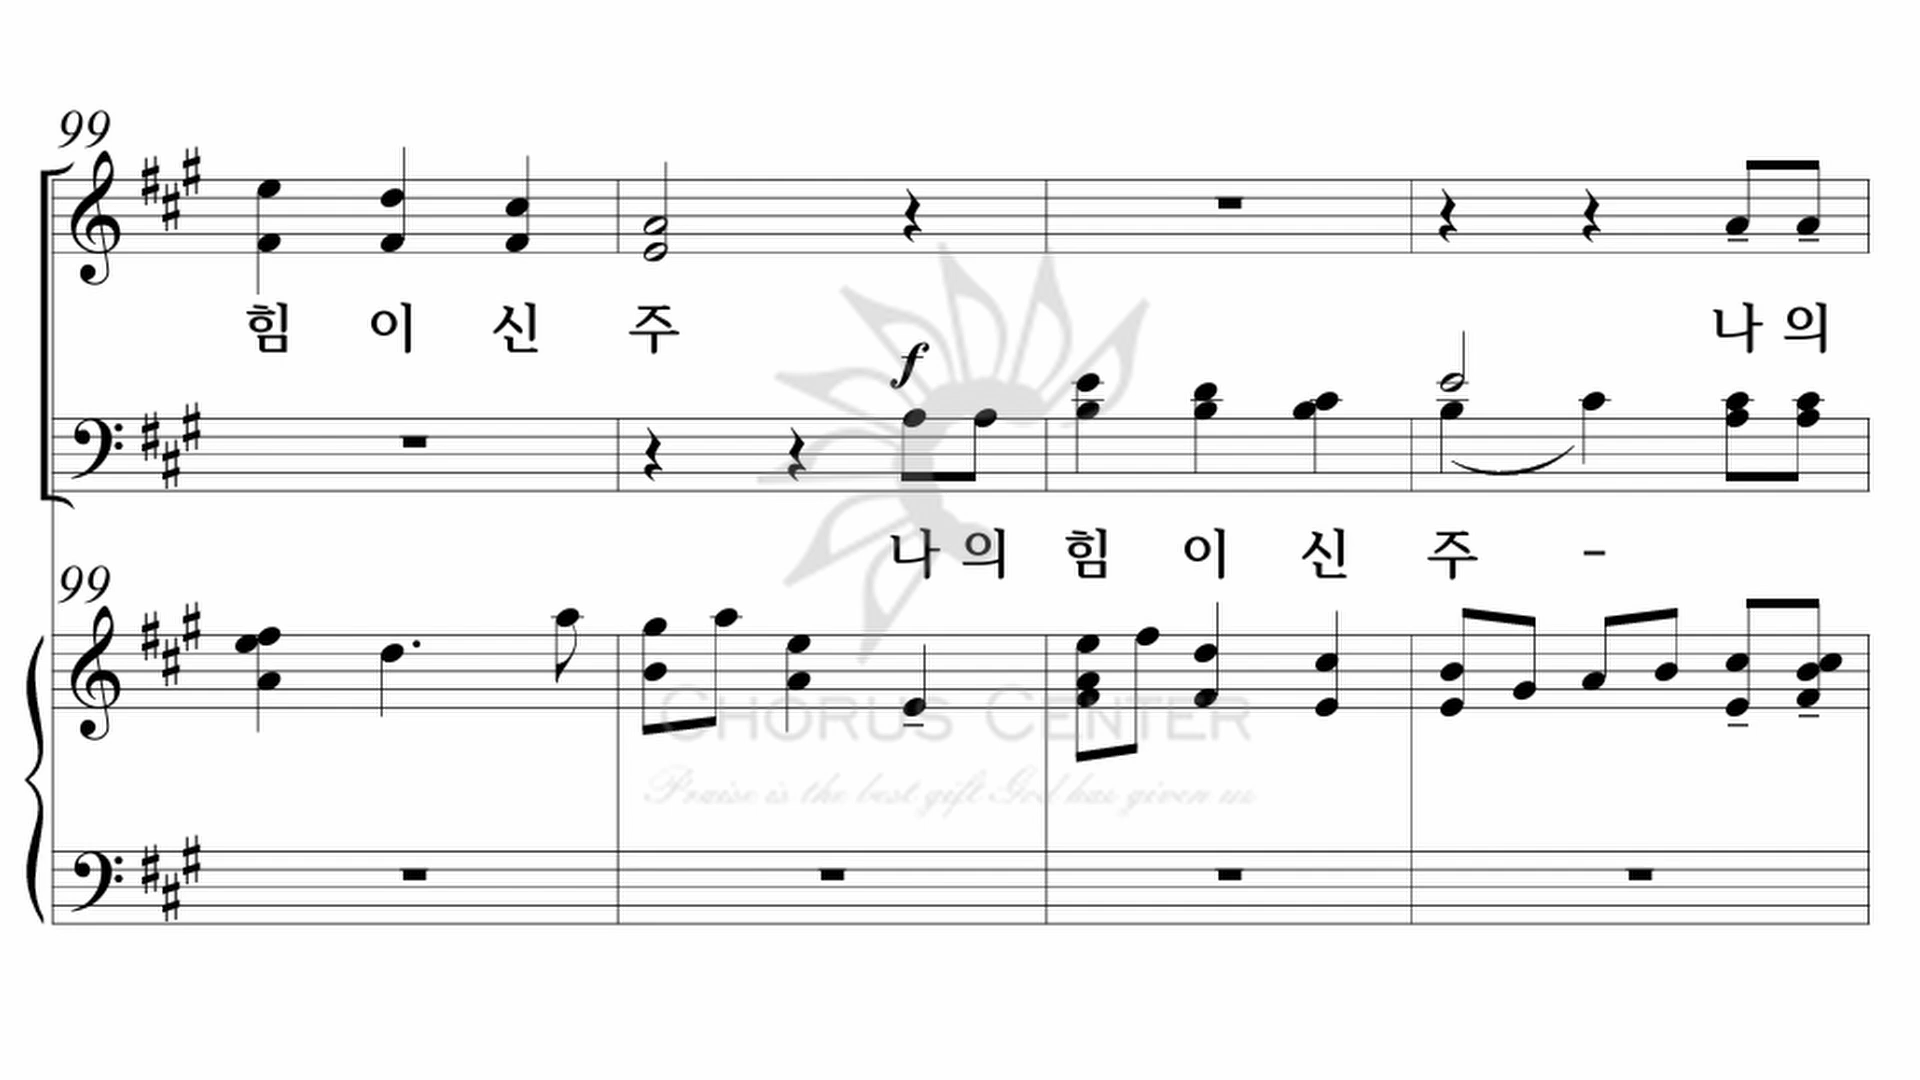 99
힘 이 신 주 나 의
f
나 의 힘 이 신 주 -
99
CHORUS CENTER
Praise is the best gift God has given us